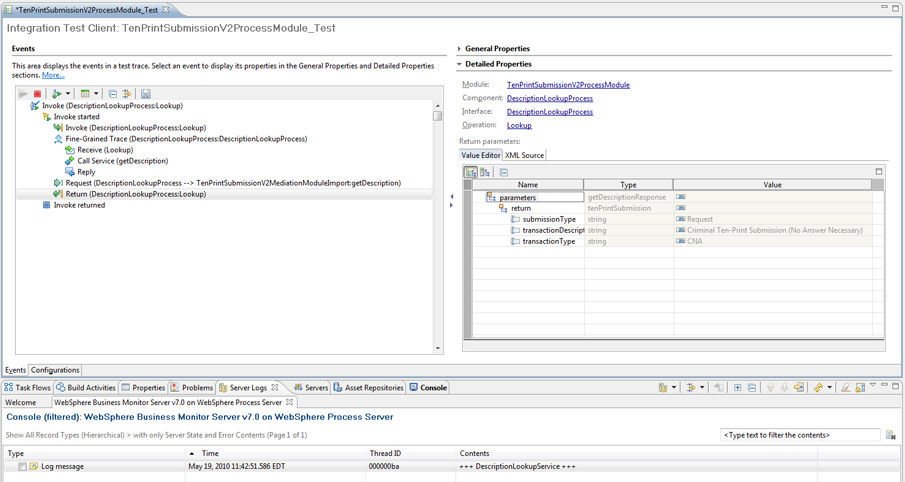 *TenPrintSubmissionV2ProcessModule_Test
Integration Test Client: TenPrintSubmissionV2ProcessModule_Test
Events
This area displays the events in a test trace. Select an event to display its properties in the General Properties and Detailed Properties
sections. More...
Invoke (DescriptionLookupProcess:Lookup)
Invoke started
Invoke (DescriptionLookupProcess:Lookup)
Fine-Grained Trace (DescriptionLookupProcess:DescriptionLookupProcess)
Receive (Lookup)
Call Service (getDescription)
Reply
Request (DescriptionLookupProcess --> TenPrintSubmissionV2MediationModuleImport:getDescription)
Return (DescriptionLookupProcess:Lookup)
Invoke returned
General Properties
Detailed Properties
Module: TenPrintSubmissionV2ProcessModule
Component: DescriptionLookupProcess
Interface: DescriptionLookupProcess
Operation: Lookup
Return parameters:
Value Editor XML Source
Name Type Value
parameters getDescriptionResponse
return tenPrintSubmission
submissionType string Request
transactionDescript string Criminal Ten-Print Submission (No Answer Necessary)
transactionType string CNA
Events Configurations
Task Flows Build Activities Properties Problems Server Logs Servers Asset Repositories Console
Welcome WebSphere Business Monitor Server v7.0 on WebSphere Process Server
Console (filtered): WebSphere Business Monitor Server v7.0 on WebSphere Process Server
Show All Record Types (Hierarchical) > with only Server State and Error Contents (Page 1 of 1)
<Type text to filter the contents>
Type Time Thread ID Contents
Log message May 19, 2010 11:42:51.586 EDT 000000ba +++ DescriptionLookupService +++